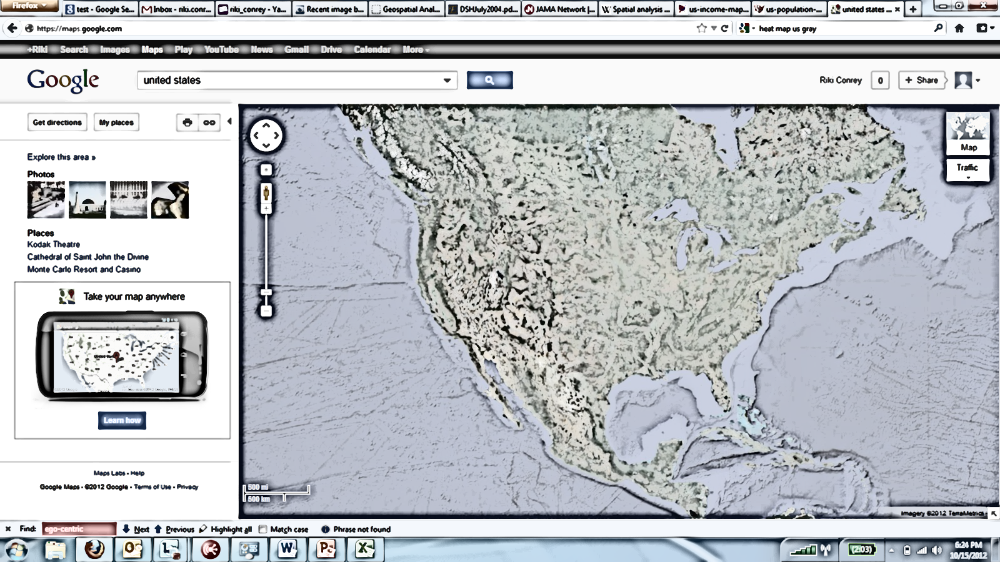 Firefox
test - Google Se...
Inbox - riki.conr...
riki_conrey - Ya...
Recent image b...
Geospatial Anal...
DSHJuly2004.pd...
JAMA Network |...
Spatial analysis ...
us-income-map...
us-population-...
united states ...
https://maps.google.com
heat map us gray
+Riki Search Images Maps Play YouTube News Gmail Drive Calendar More
Google
united states
Riki Conrey
0
+ Share
Get directions
My places
Map
Traffic
Explore this area »
Photos
Places
Kodak Theatre
Cathedral of Saint John the Divine
Monte Carlo Resort and Casino
Take your map anywhere
Learn how
Maps Labs - Help
Google Maps - ©2012 Google - Terms of Use - Privacy
500 mi
500 km
Imagery ©2012 TerraMetrics -
Find: ego-centric Next Previous Highlight all Match case Phrase not found
(2:03)
6:24 PM
10/15/2012